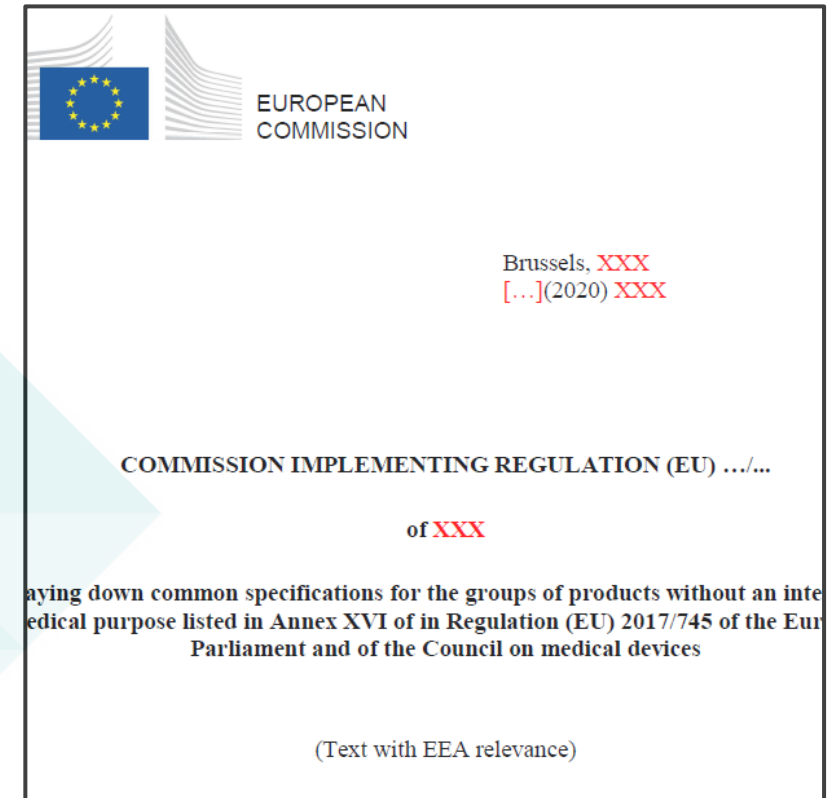 EUROPEAN
COMMISSION
Brussels, XXX
[…](2020) XXX
COMMISSION IMPLEMENTING REGULATION (EU) …/...
of XXX
aying down common specifications for the groups of products without an inte
edical purpose listed in Annex XVI of in Regulation (EU) 2017/745 of the Eur
Parliament and of the Council on medical devices
(Text with EEA relevance)